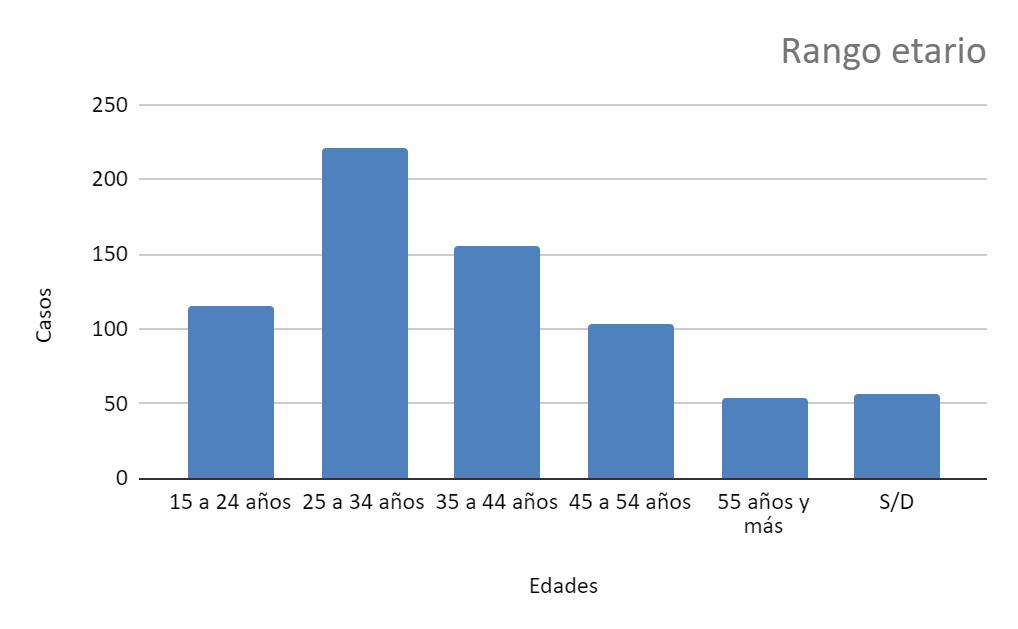 Rango etario
250
200
150
100
50
0
Casos
15 a 24 años
25 a 34 años
35 a 44 años
45 a 54 años
55 años y
más
S/D
Edades